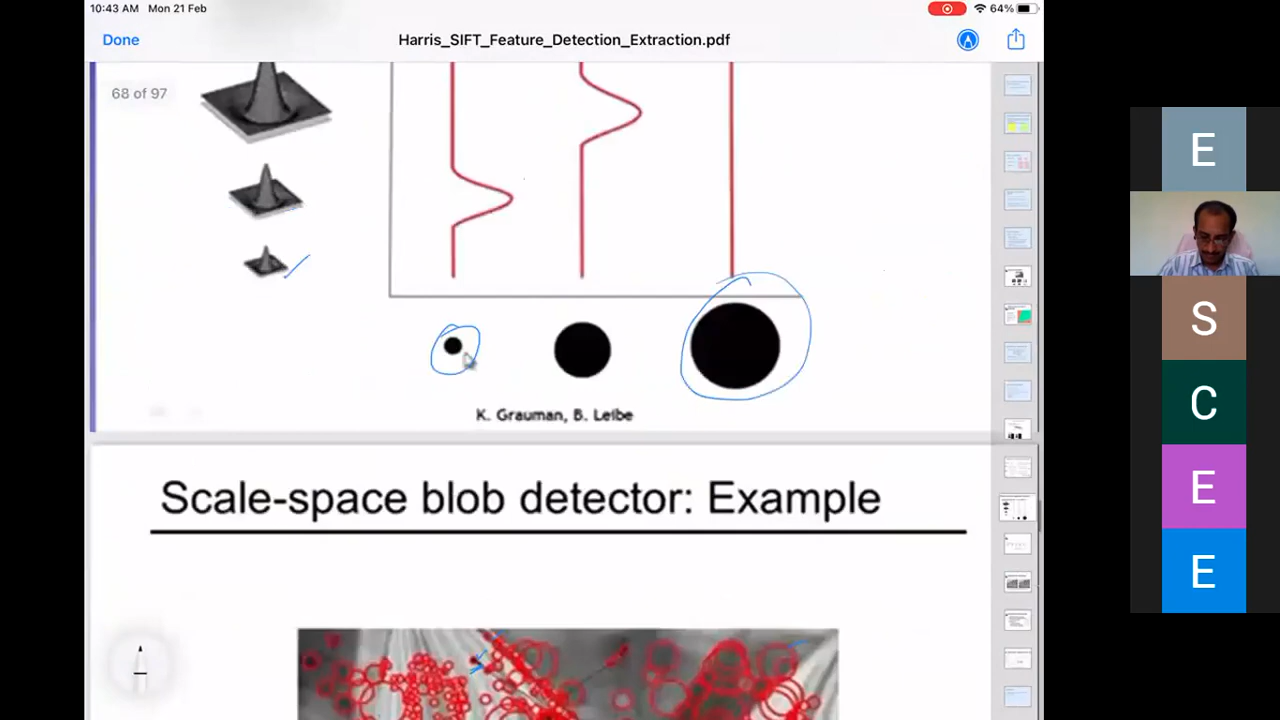 10:43 AM Mon 21 Feb
64%
Done
Harris_SIFT_Feature_Detection_Extraction.pdf
68 of 97
K. Grauman, B. Leibe
Scale-space blob detector: Example
E
S
C
E
E